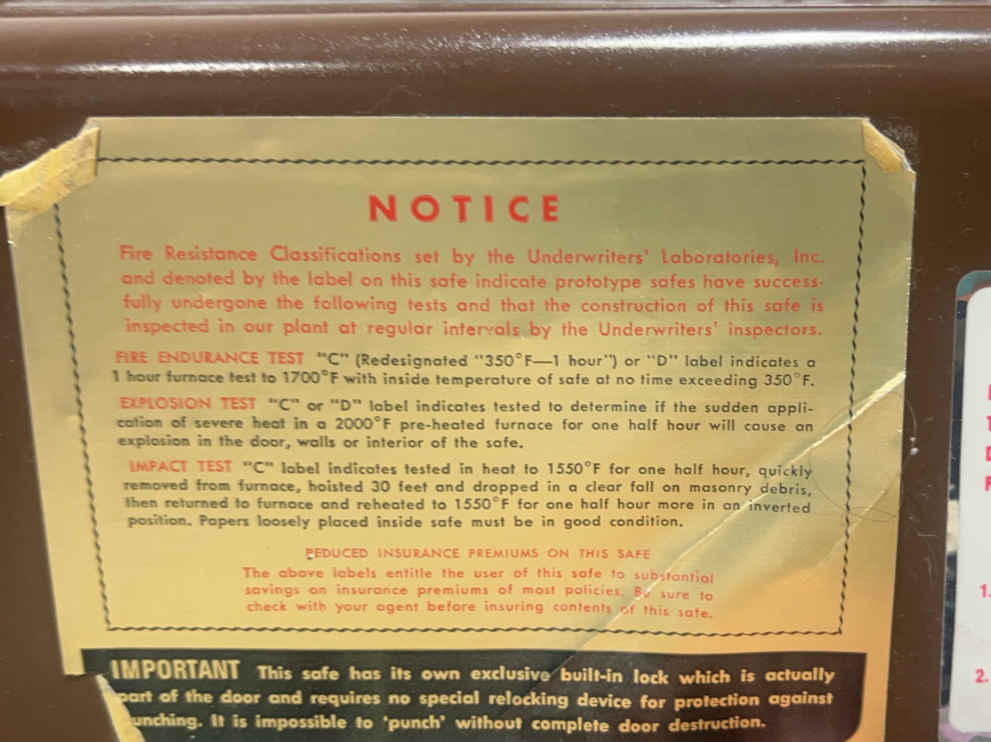 NOTICE
Fire Resistance Classifications set by the Underwriters' Laboratories, Inc.
and denoted by the label on this safe indicate prototype safes have success-
fully undergone the following tests and that the construction of this safe is
inspected in our plant at regular intervals by the Underwriters' inspectors.
FIRE ENDURANCE TEST "C" (Redesignated "350°F—1 hour") or "D" label indicates a
1 hour furnace test to 1700°F with inside temperature of safe at no time exceeding 350°F.
EXPLOSION TEST "C" or "D" label indicates tested to determine if the sudden appli-
cation of severe heat in a 2000°F pre-heated furnace for one half hour will cause an
explosion in the door, walls or interior of the safe.
IMPACT TEST "C" label indicates tested in heat to 1550°F for one half hour, quickly
removed from furnace, hoisted 30 feet and dropped in a clear fall on masonry debris,
then returned to furnace and reheated to 1550°F for one half hour more in an inverted
position. Papers loosely placed inside safe must be in good condition.
REDUCED INSURANCE PREMIUMS ON THIS SAFE
The above labels entitle the user of this safe to substantial
savings on insurance premiums of most policies. Be sure to
check with your agent before insuring contents of this safe.
IMPORTANT This safe has its own exclusive built-in lock which is actually
part of the door and requires no special relocking device for protection against
unching. It is impossible to 'punch' without complete door destruction.
1.
2.